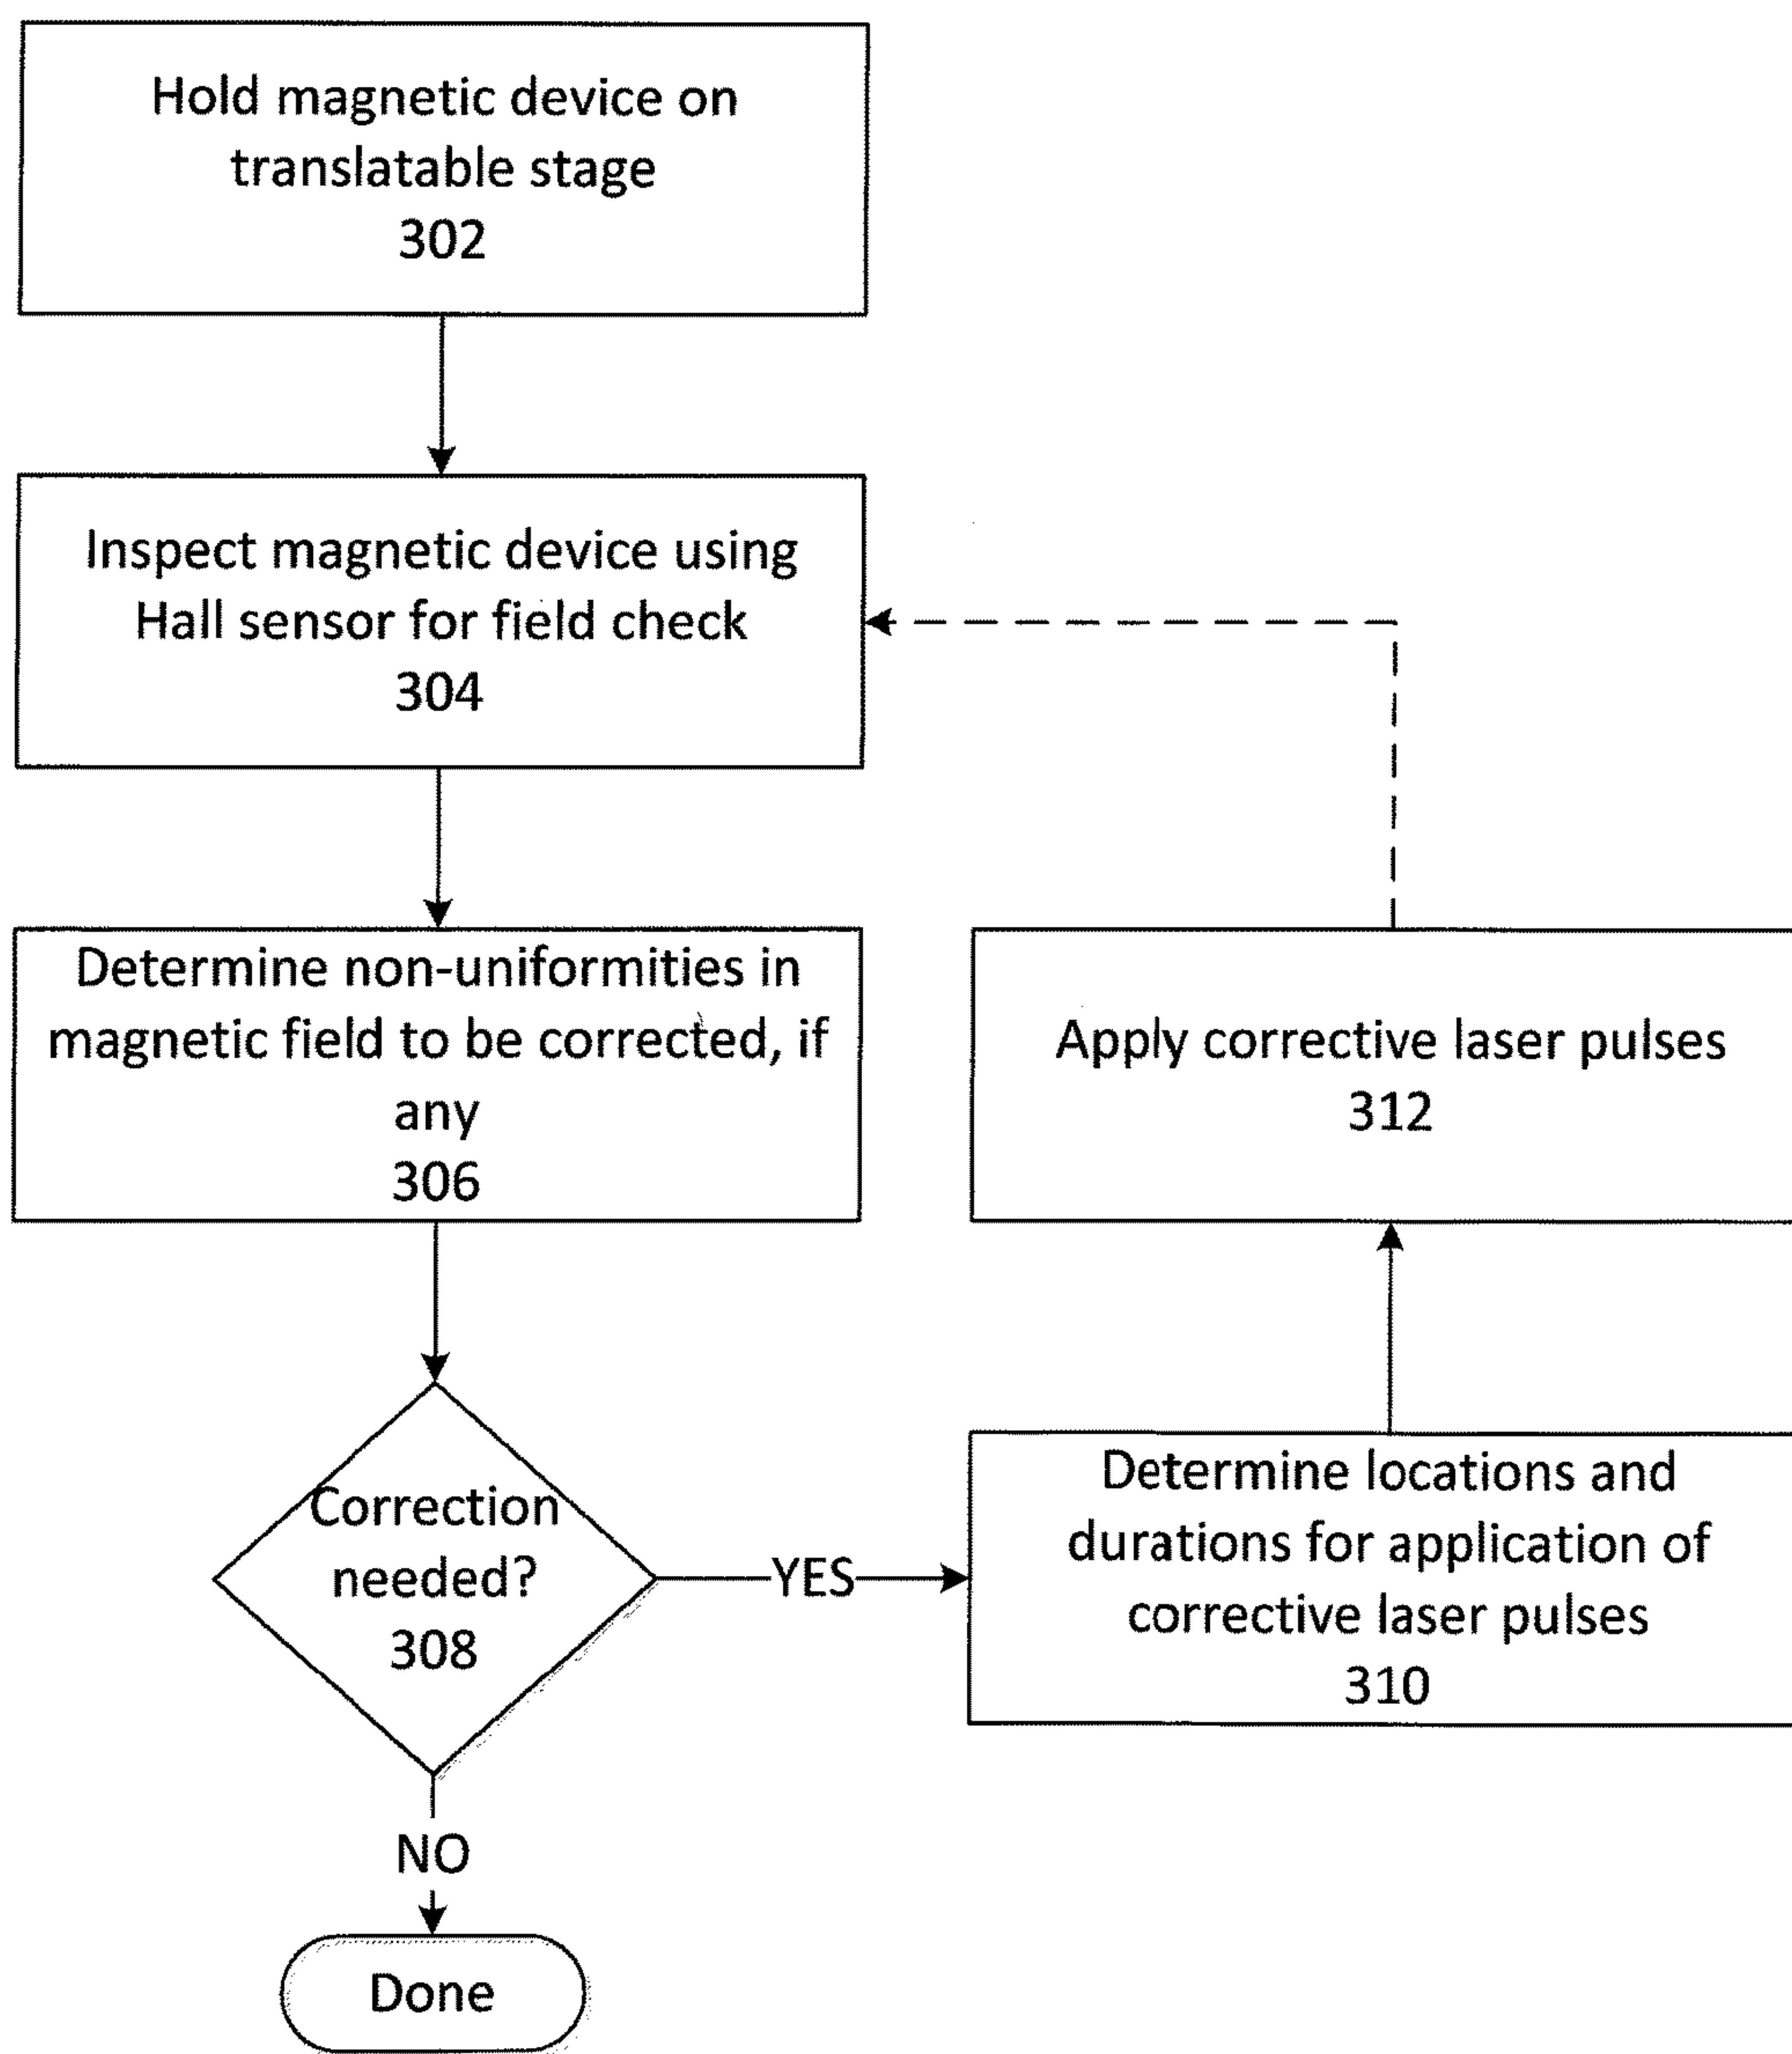 Hold magnetic device on
translatable stage
302
Inspect magnetic device using
Hall sensor for field check
304
Determine non-uniformities in
magnetic field to be corrected, if
any
306
Correction
needed?
308
YES
NO
Done
Determine locations and
durations for application of
corrective laser pulses
310
Apply corrective laser pulses
312